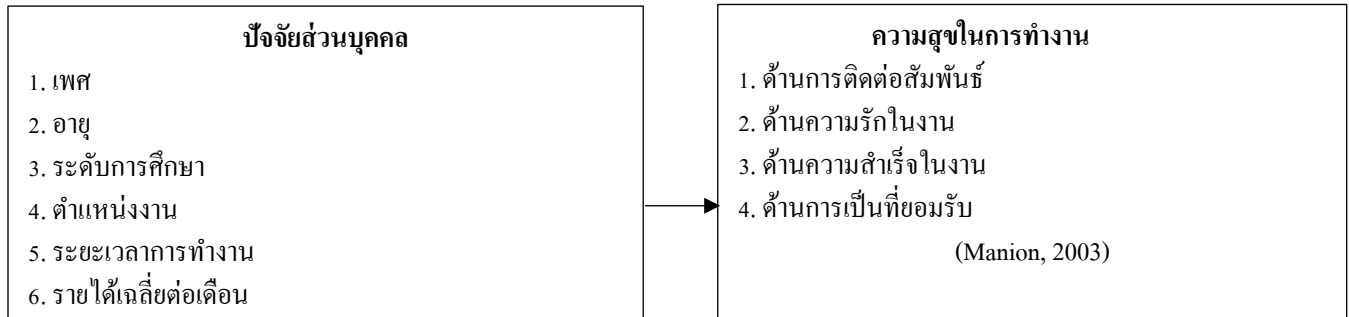 ปัจจัยส่วนบุคคล
1. เพศ
2. อายุ
3. ระดับการศึกษา
4. ตำแหน่งงาน
5. ระยะเวลาการทำงาน
6. รายได้เฉลี่ยต่อเดือน
ความสุขในการทำงาน
1. ด้านการติดต่อสัมพันธ์
2. ด้านความรักในงาน
3. ด้านความสำเร็จในงาน
4. ด้านการเป็นที่ยอมรับ
(Manion, 2003)